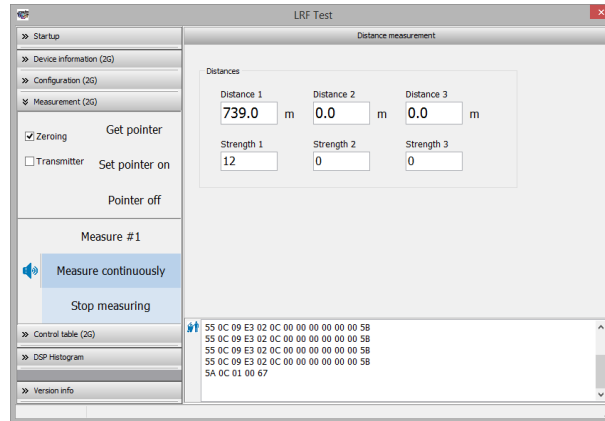 LRF Test
Startup
Device information (2G)
Configuration (2G)
Measurement (2G)
Zeroing
Get pointer
Transmitter
Set pointer on
Pointer off
Measure #1
Measure continuously
Stop measuring
Control table (2G)
DSP Histogram
Version info
Distance measurement
Distances
Distance 1 Distance 2 Distance 3
739.0 m 0.0 m 0.0 m
Strength 1 Strength 2 Strength 3
12 0 0
55 0C 09 E3 02 0C 00 00 00 00 00 00 5B
55 0C 09 E3 02 0C 00 00 00 00 00 00 5B
55 0C 09 E3 02 0C 00 00 00 00 00 00 5B
55 0C 09 E3 02 0C 00 00 00 00 00 00 5B
5A 0C 01 00 67